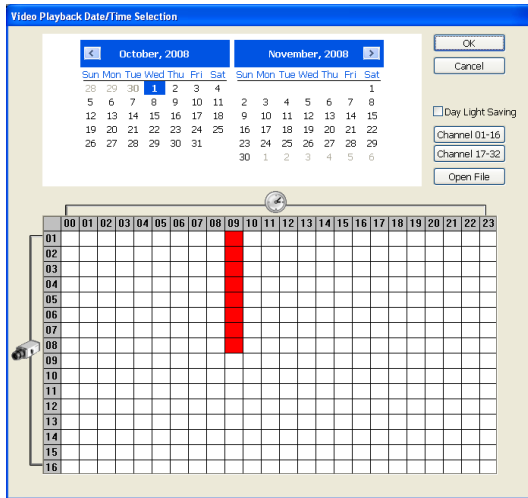 Video Playback Date/Time Selection
OK
Cancel
October, 2008
November, 2008
Sun Mon Tue Wed Thu Fri Sat
Sun Mon Tue Wed Thu Fri Sat
28 29 30 1 2 3 4
1
5 6 7 8 9 10 11
2 3 4 5 6 7 8
12 13 14 15 16 17 18
9 10 11 12 13 14 15
19 20 21 22 23 24 25
16 17 18 19 20 21 22
26 27 28 29 30 31
23 24 25 26 27 28 29
30 1 2 3 4 5 6
Day Light Saving
Channel 01-16
Channel 17-32
Open File
00 01 02 03 04 05 06 07 08 09 10 11 12 13 14 15 16 17 18 19 20 21 22 23
01
02
03
04
05
06
07
08
09
10
11
12
13
14
15
16